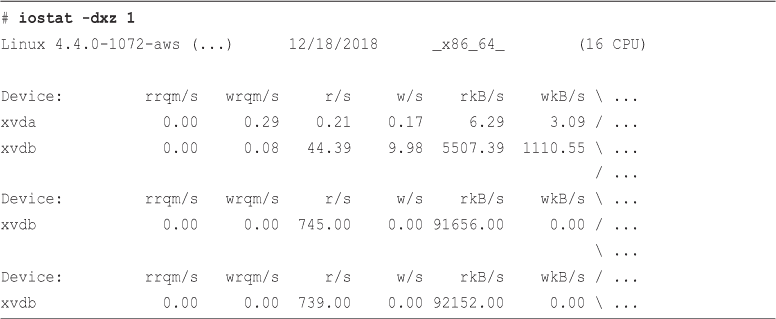 # iostat -dxz 1
Linux 4.4.0-1072-aws (...) 12/18/2018 _x86_64_ (16 CPU)
Device: rrqm/s wrqm/s r/s w/s rkB/s wkB/s \ ...
xvda 0.00 0.29 0.21 0.17 6.29 3.09 / ...
xvdb 0.00 0.08 44.39 9.98 5507.39 1110.55 \ ...
/ ...
Device: rrqm/s wrqm/s r/s w/s rkB/s wkB/s \ ...
xvdb 0.00 0.00 745.00 0.00 91656.00 0.00 / ...
\ ...
Device: rrqm/s wrqm/s r/s w/s rkB/s wkB/s / ...
xvdb 0.00 0.00 739.00 0.00 92152.00 0.00 \ ...